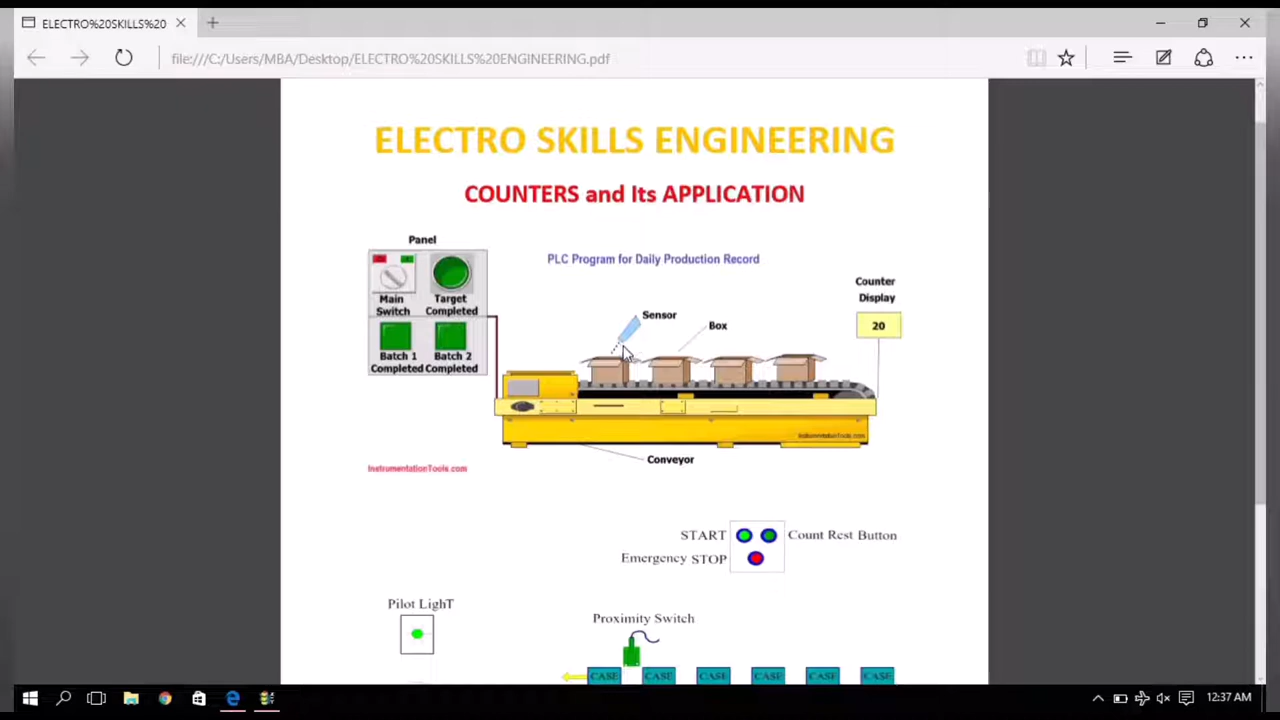 ELECTRO%20SKILLS%20
file:///C:/Users/MBA/Desktop/ELECTRO%20SKILLS%20ENGINEERING.pdf
ELECTRO SKILLS ENGINEERING
COUNTERS and Its APPLICATION
Panel
PLC Program for Daily Production Record
Main Switch
Target Completed
Batch 1 Completed
Batch 2 Completed
Sensor
Box
Counter
Display
20
InstrumentationTools.com
Conveyor
InstrumentationTools.com
START
Count Rest Button
Emergency STOP
Pilot LighT
Proximity Switch
CASE CASE CASE CASE CASE CASE
12:37 AM